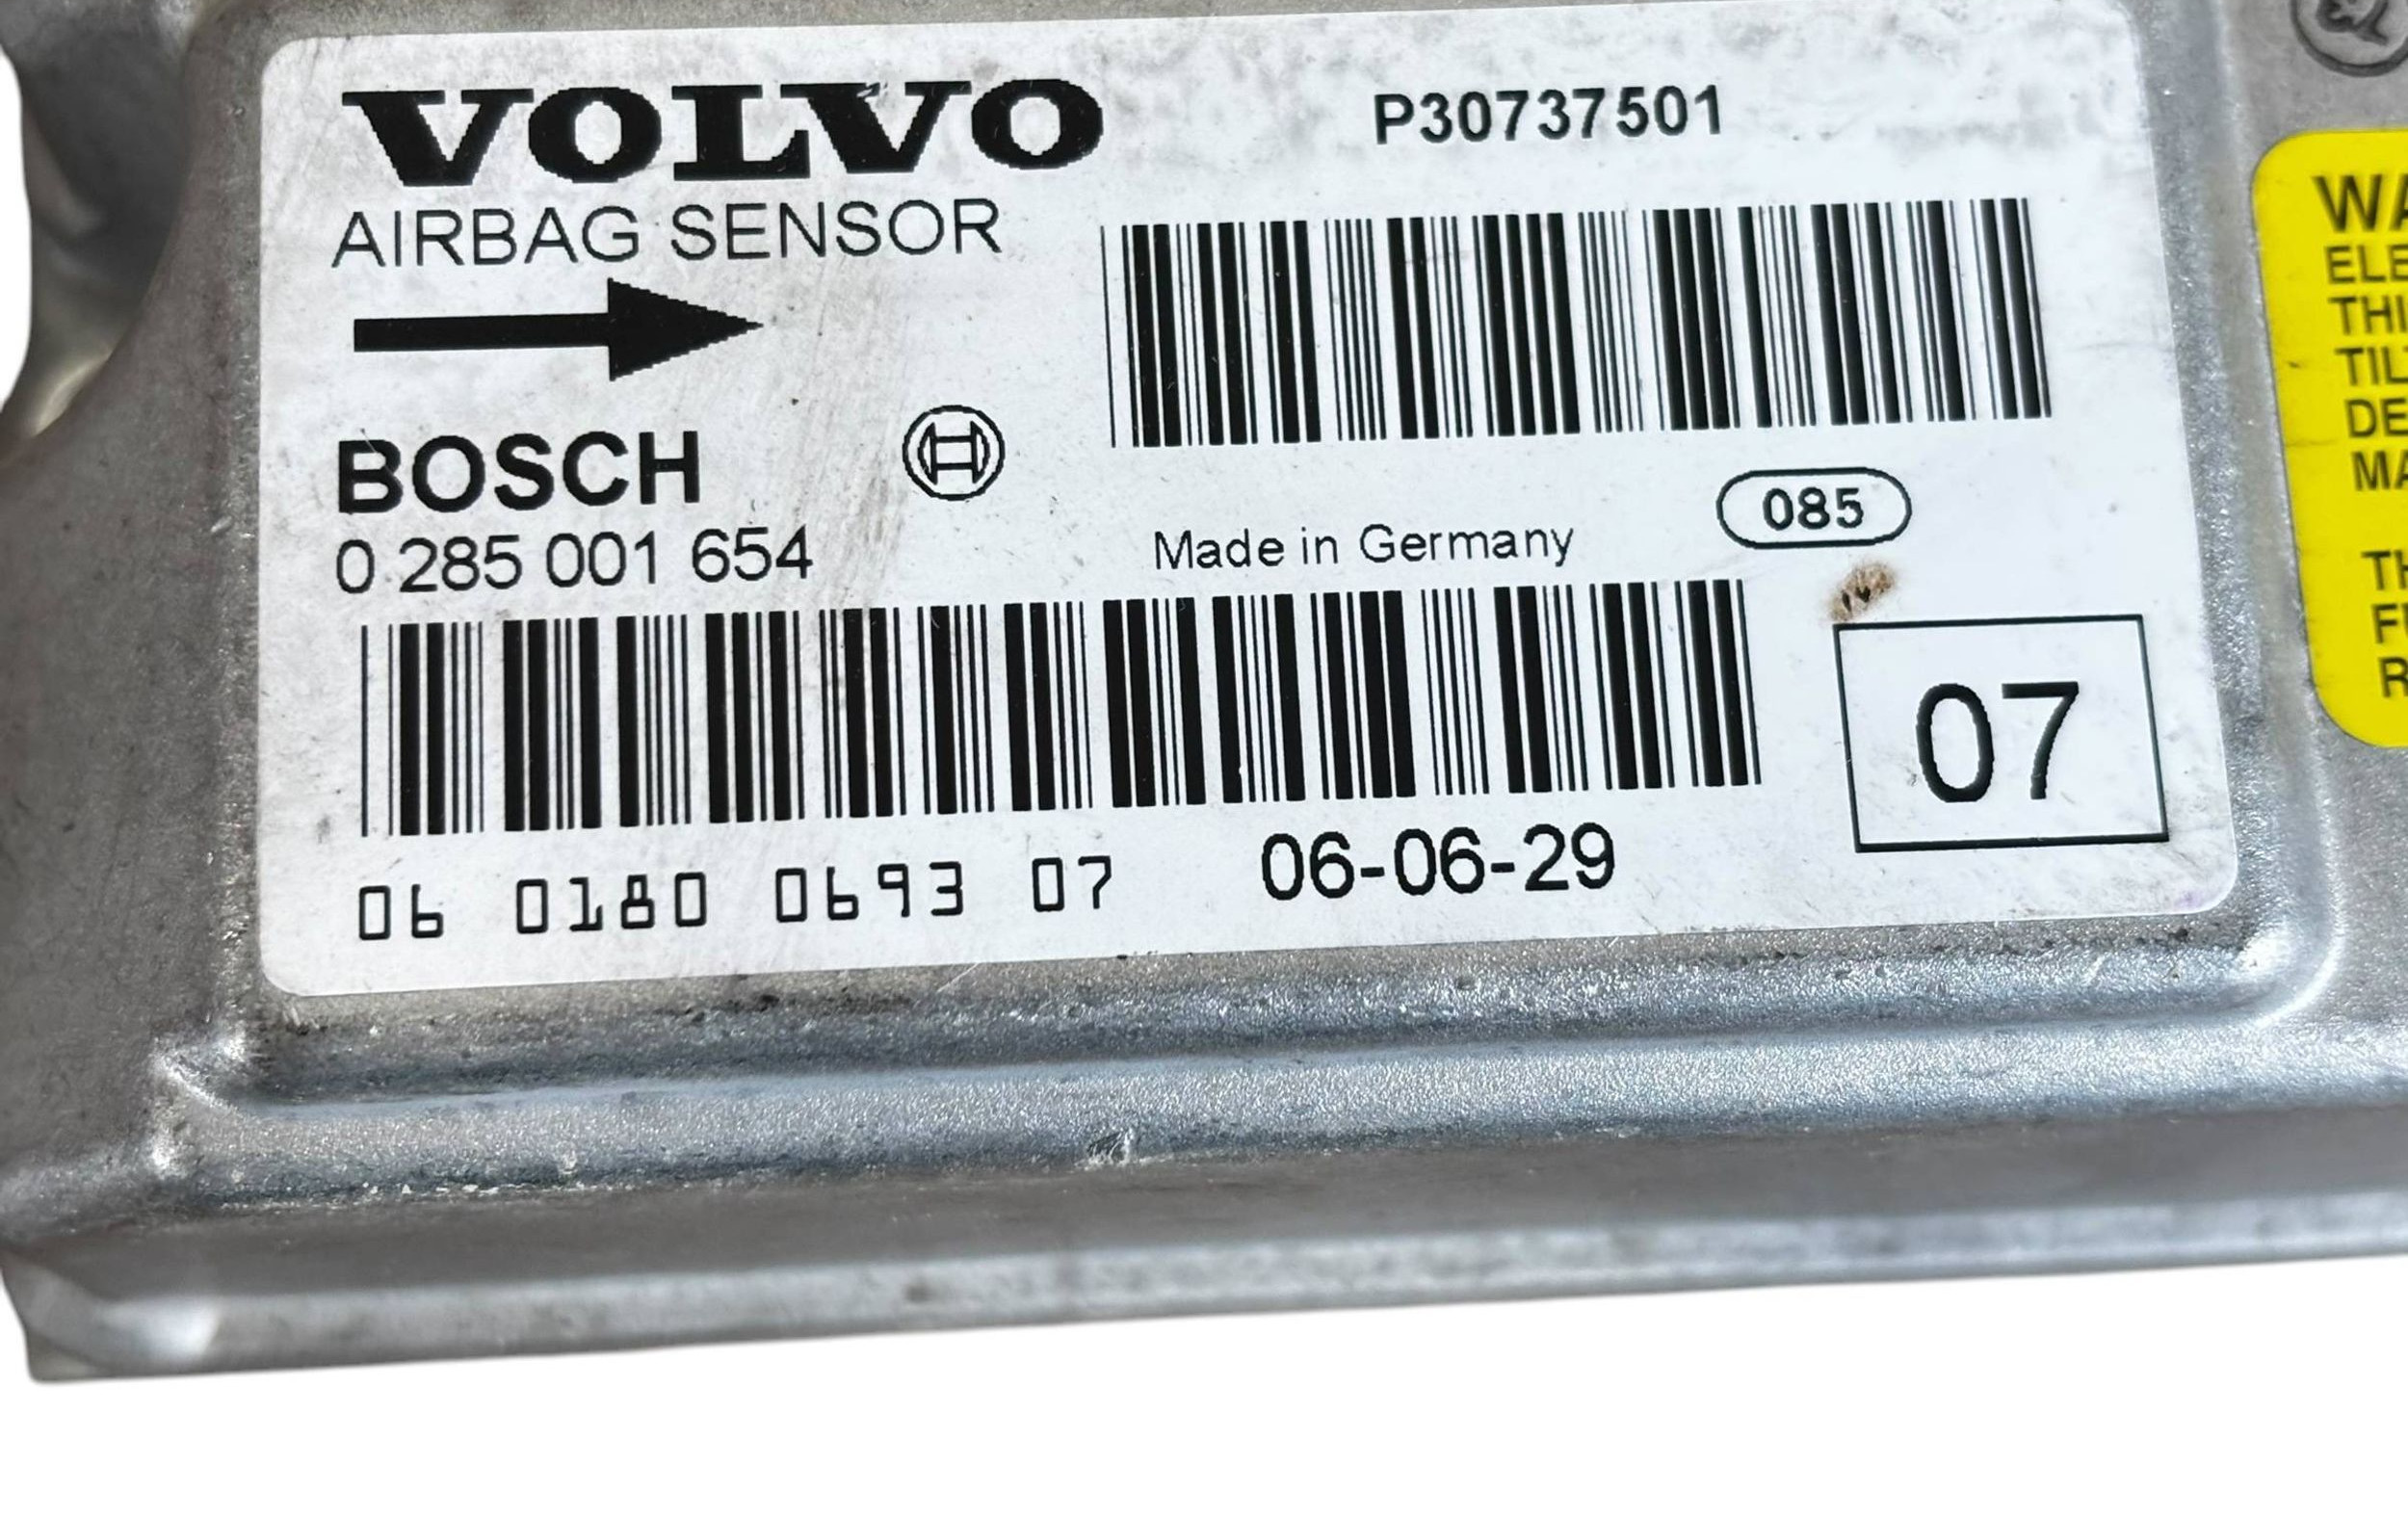 VOLVO
P30737501
AIRBAG SENSOR
BOSCH
0 285 001 654
Made in Germany
085
07
06 0180 0693 07
06-06-29